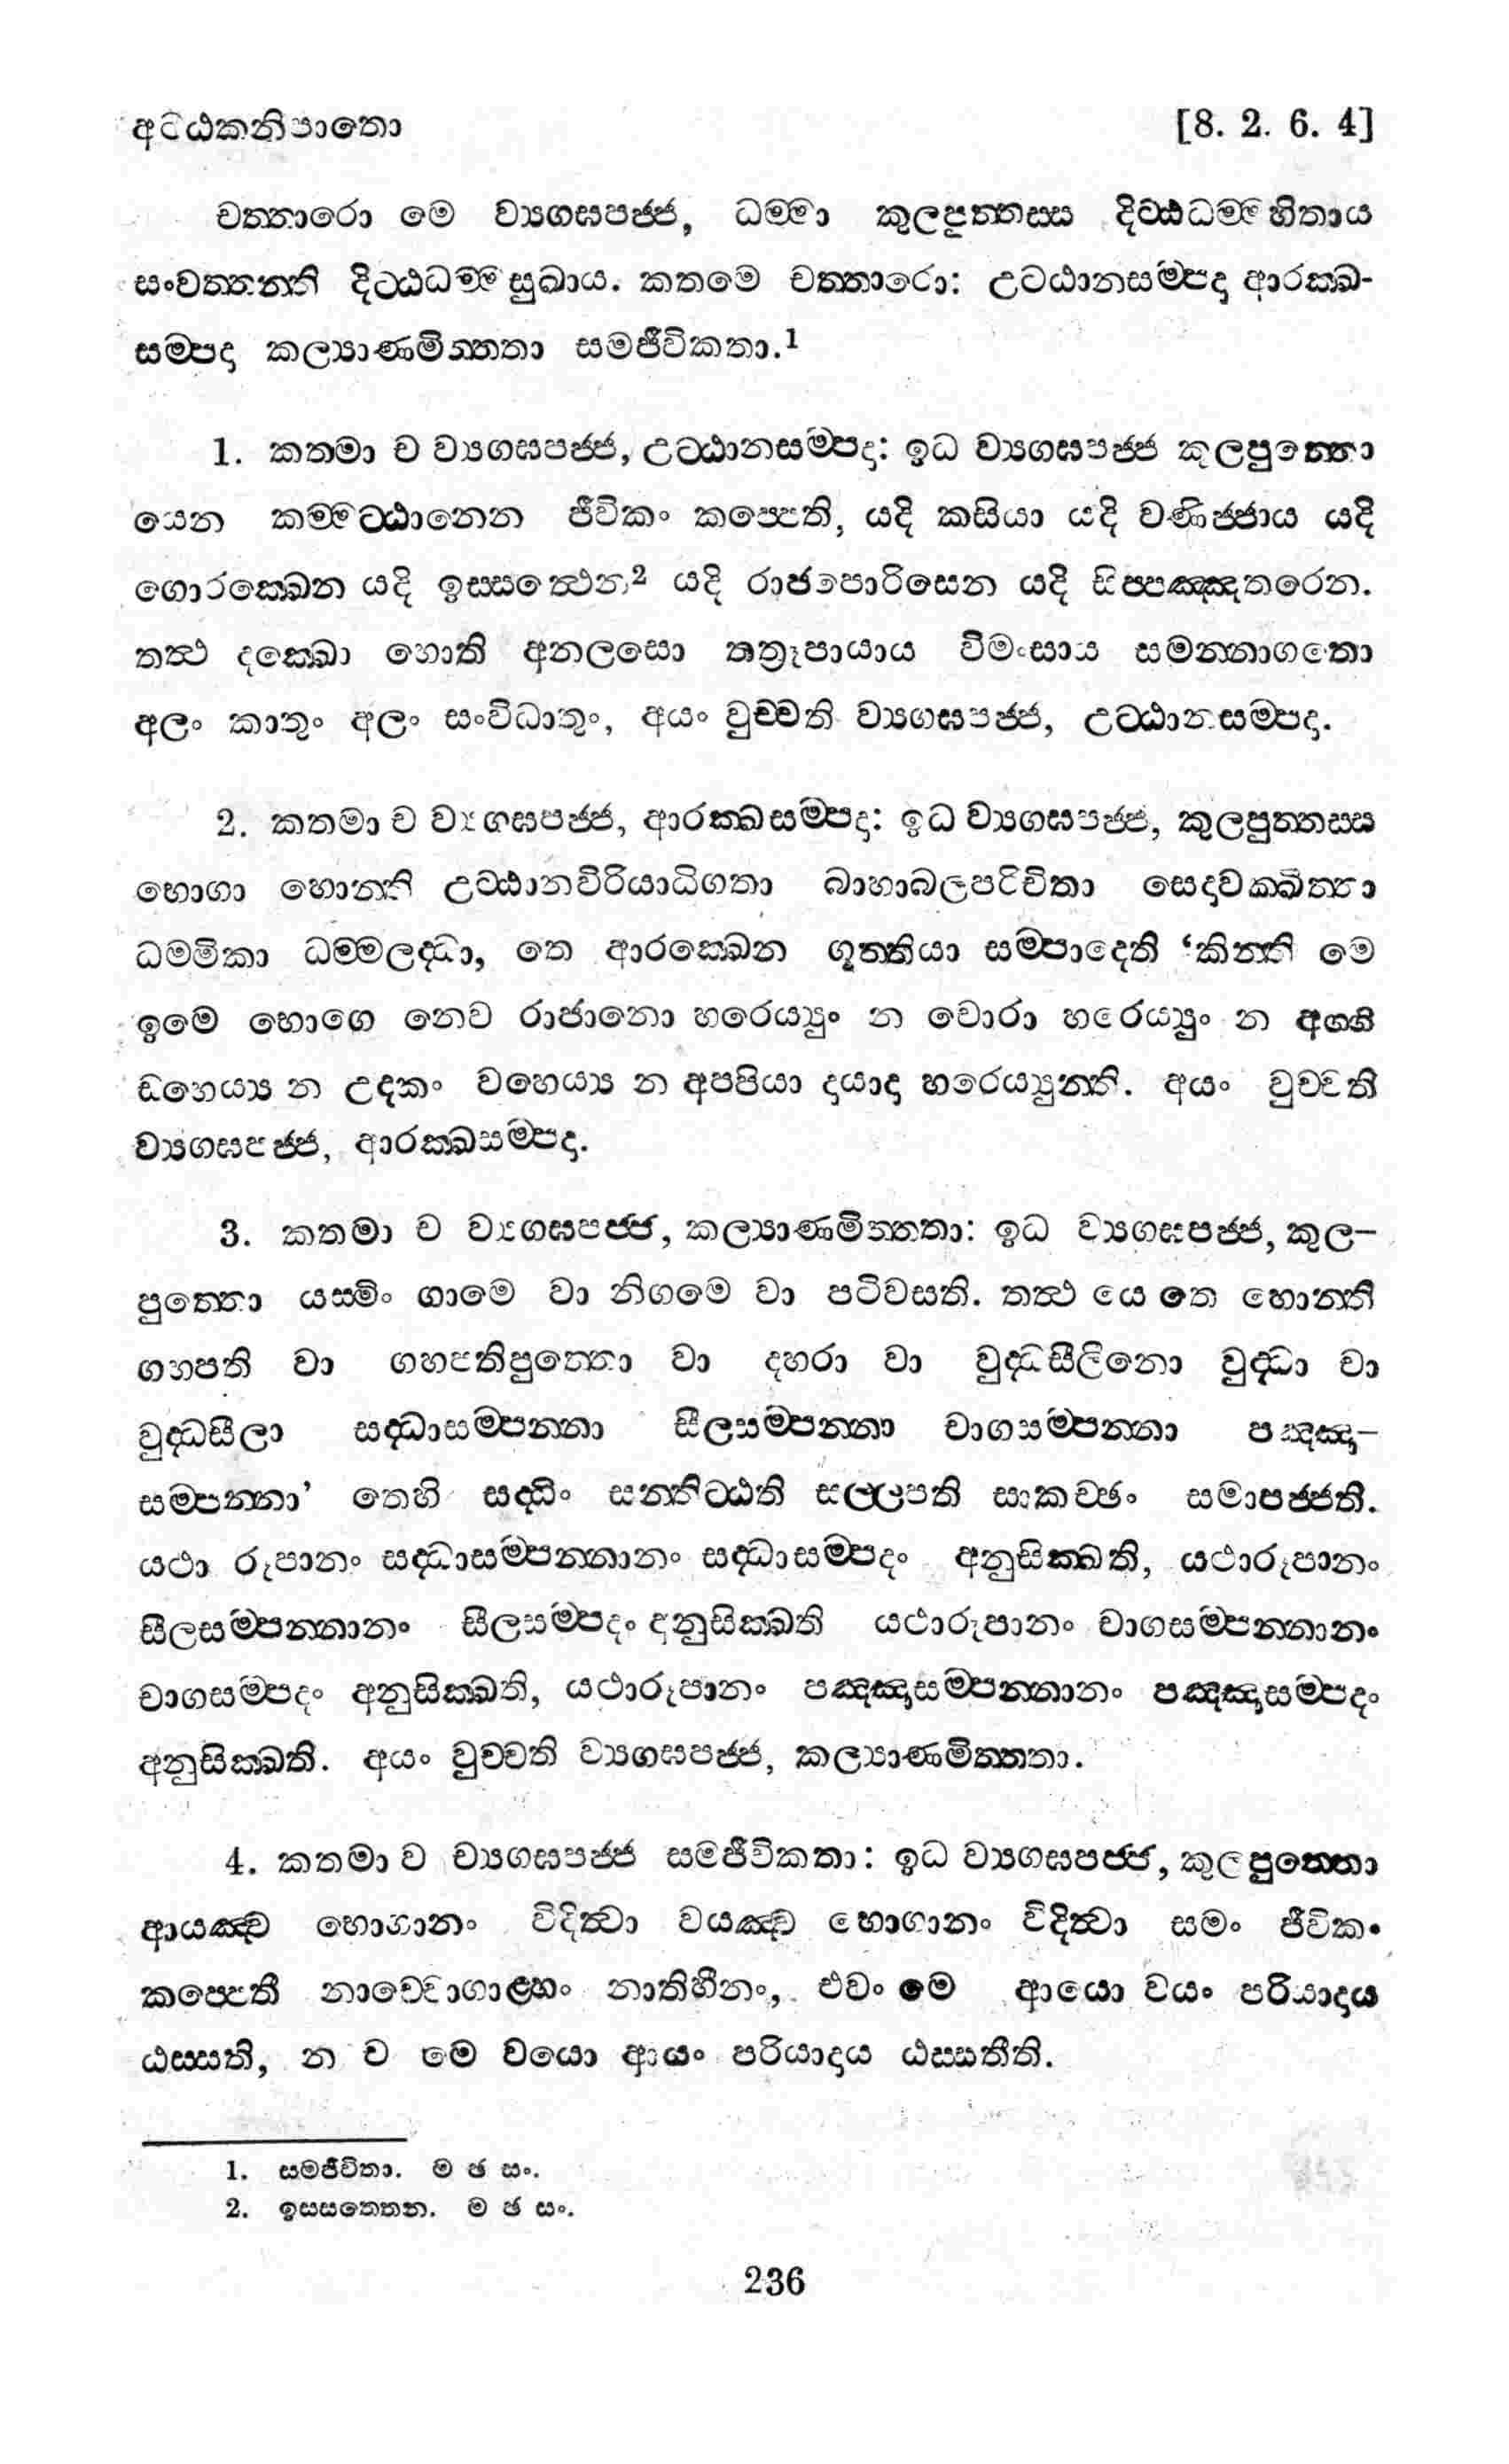 අට්ඨකනිපාතො [8. 2. 6. 4]
චත්තාරො මෙ ව්‍යග්ඝපජ්ජ, ධම්මා කුලපුත්තස්ස දිට්ඨධම්මහිතාය
සංවත්තන්ති දිට්ඨධම්මසුඛාය. කතමෙ චත්තාරො: උට්ඨානසම්පදා ආරක්ඛ-
සම්පදා කල්‍යාණමිත්තතා සමජීවිකතා.1
1. කතමා ච ව්‍යග්ඝපජ්ජ, උට්ඨානසම්පදා: ඉධ ව්‍යග්ඝපජ්ජ කුලපුත්තො
යෙන කම්මට්ඨානෙන ජීවිකං කප්පෙති, යදි කසියා යදි වණිජ්ජාය යදි
ගොරක්ඛෙන යදි ඉස්සත්ථෙන2 යදි රාජපොරිසෙන යදි සිප්පඤ්ඤතරෙන.
තත්ථ දක්ඛො හොති අනලසො තත්‍රූපායාය විමංසාය සමන්නාගතො
අලං කාතුං අලං සංවිධාතුං, අයං වුච්චති ව්‍යග්ඝපජ්ජ, උට්ඨානසම්පදා.
2. කතමා ච ව්‍යග්ඝපජ්ජ, ආරක්ඛසම්පදා: ඉධ ව්‍යග්ඝපජ්ජ, කුලපුත්තස්ස
භොගා හොන්ති උට්ඨානවිරියාධිගතා බාහාබලපරිචිතා සෙදාවක්ඛිත්තා
ධම්මිකා ධම්මලද්ධා, තෙ ආරක්ඛෙන ගුත්තියා සම්පාදෙති ‘කින්ති මෙ
ඉමෙ භොගෙ නෙව රාජානො හරෙය්‍යුං න චොරා හරෙය්‍යුං න අග්ගි
ඩහෙය්‍ය න උදකං වහෙය්‍ය න අප්පියා දායාදා හරෙය්‍යුන්ති. අයං වුච්චති
ව්‍යග්ඝපජ්ජ, ආරක්ඛසම්පදා.
3. කතමා ච ව්‍යග්ඝපජ්ජ, කල්‍යාණමිත්තතා: ඉධ ව්‍යග්ඝපජ්ජ, කුල-
පුත්තො යස්මිං ගාමෙ වා නිගමෙ වා පටිවසති. තත්ථ යෙ තෙ හොන්ති
ගහපති වා ගහපතිපුත්තො වා දහරා වා වුද්ධසීලිනො වුද්ධා වා
වුද්ධසීලා සද්ධාසම්පන්නා සීලසම්පන්නා චාගසම්පන්නා පඤ්ඤා-
සම්පන්නා’ තෙහි සද්ධිං සන්තිට්ඨති සල්ලපති සාකච්ඡං සමාපජ්ජති.
යථා රූපානං සද්ධාසම්පන්නානං සද්ධාසම්පදං අනුසික්ඛති, යථාරූපානං
සීලසම්පන්නානං සීලසම්පදං අනුසික්ඛති යථාරූපානං චාගසම්පන්නානං
චාගසම්පදං අනුසික්ඛති, යථාරූපානං පඤ්ඤාසම්පන්නානං පඤ්ඤාසම්පදං
අනුසික්ඛති. අයං වුච්චති ව්‍යග්ඝපජ්ජ, කල්‍යාණමිත්තතා.
4. කතමා ච ව්‍යග්ඝපජ්ජ සමජීවිකතා: ඉධ ව්‍යග්ඝපජ්ජ, කුලපුත්තො
ආයඤ්ච භොගානං විදිත්වා වයඤ්ච භොගානං විදිත්වා සමං ජීවිකං
කප්පෙති නාච්චොගාළ්හං නාතිහීනං, එවං මෙ ආයො වයං පරියාදාය
ඨස්සති, න ච මෙ වයො ආයං පරියාදාය ඨස්සතීති.
1. සමජීවිතා. ම ඡ සං.
2. ඉස්සත්තෙන. ම ඡ සං.
236